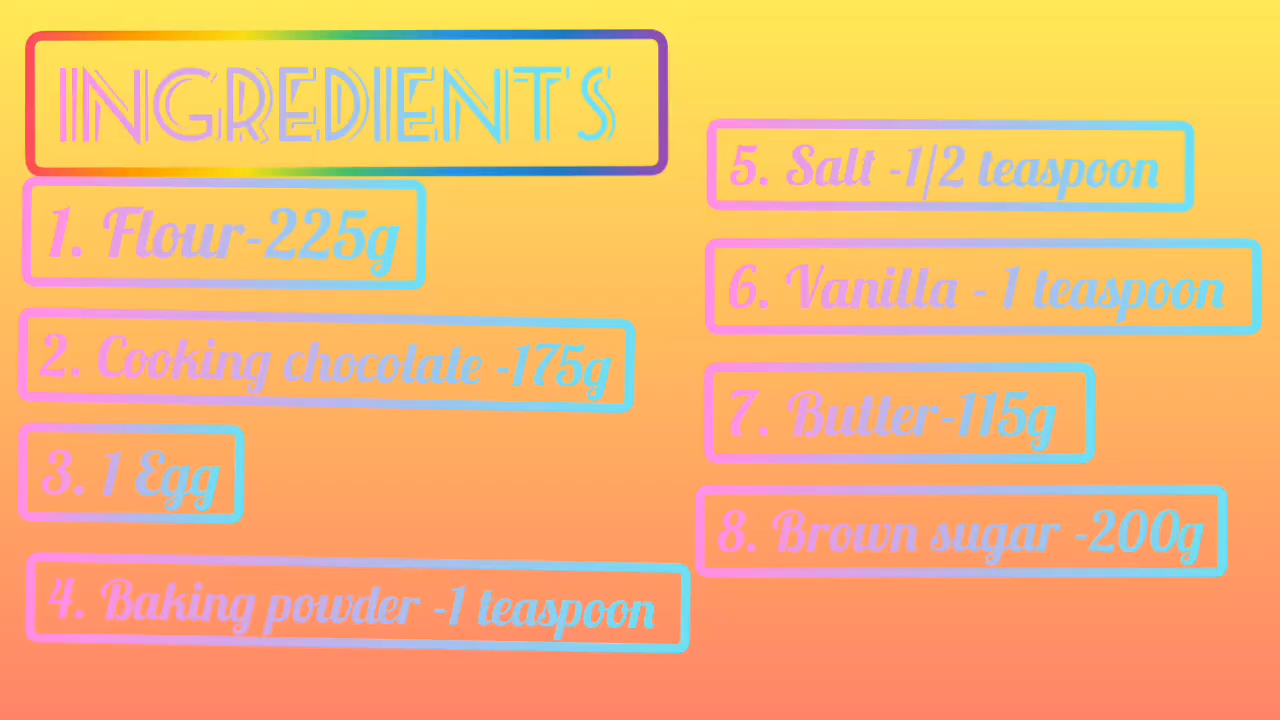 INGREDIENTS
1. Flour-225g
2. Cooking chocolate -175g
3. 1 Egg
4. Baking powder -1 teaspoon
5. Salt -1/2 teaspoon
6. Vanilla - 1 teaspoon
7. Butter-115g
8. Brown sugar -200g